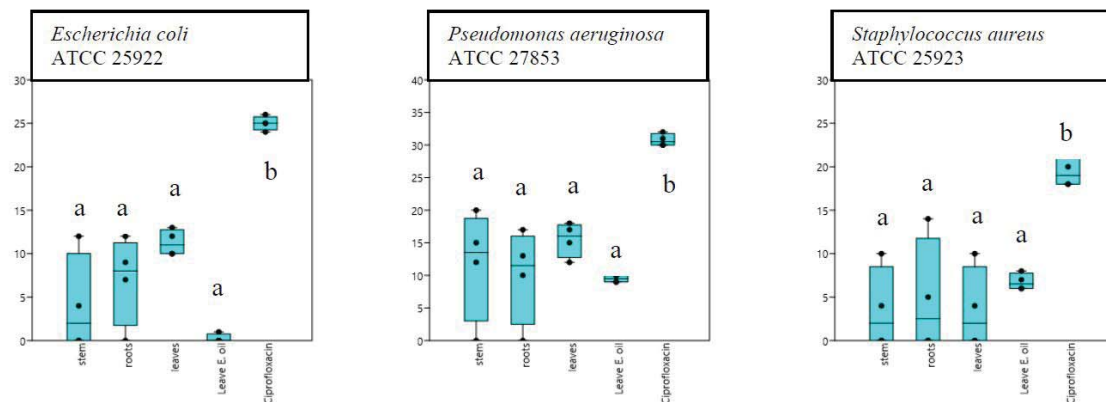 Escherichia coli
ATCC 25922
30
25
20
15
10
5
0
a
a
a
a
b
stem
roots
leaves
Leave E. oil
Ciprofloxacin
Pseudomonas aeruginosa
ATCC 27853
40
35
30
25
20
15
10
5
0
a
a
a
a
b
stem
roots
leaves
Leave E. oil
Ciprofloxacin
Staphylococcus aureus
ATCC 25923
30
25
20
15
10
5
0
a
a
a
a
b
stem
roots
leaves
Leave E. oil
Ciprofloxacin